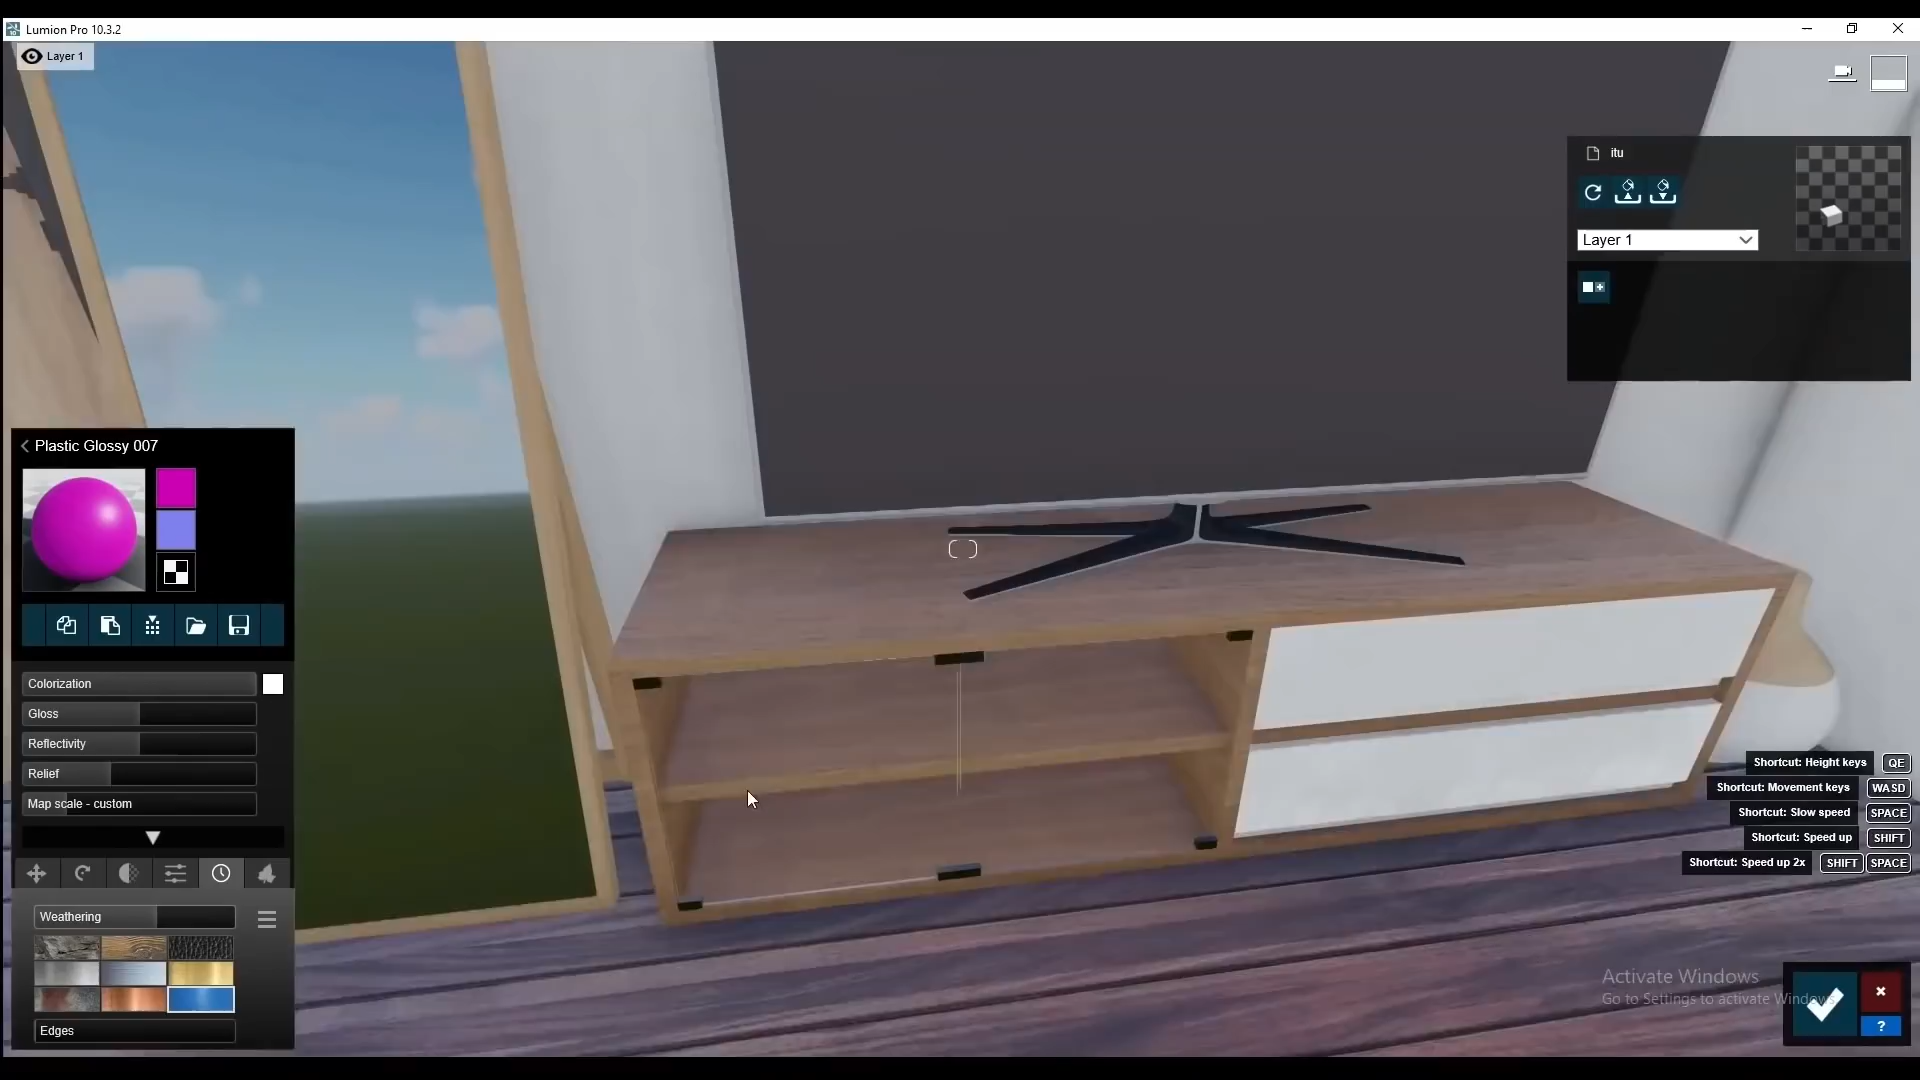 Lumion Pro 10.3.2
Layer 1
itu
Layer 1
Plastic Glossy 007
Colorization
Gloss
Reflectivity
Relief
Map scale - custom
Weathering
Edges
Shortcut: Height keys QE
Shortcut: Movement keys WASD
Shortcut: Slow speed SPACE
Shortcut: Speed up SHIFT
Shortcut: Speed up 2x SHIFT SPACE
Activate Windows
Go to Settings to activate Windows
?